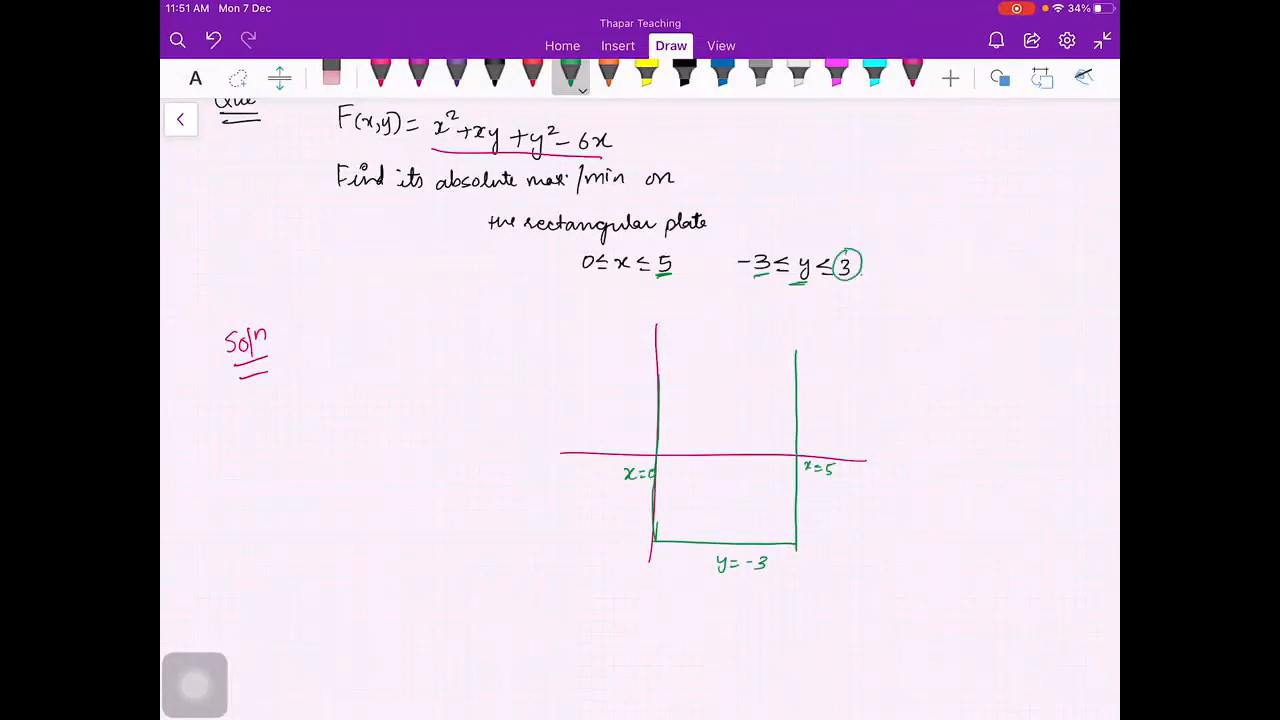 11:51 AM Mon 7 Dec
34%
Thapar Teaching
Home Insert Draw View
A
Que
F(x,y) = x²+xy+y²-6x
Find its absolute max./min on
the rectangular plate
0≤x≤5 -3≤y≤3
Solⁿ
x=0
x=5
y=-3